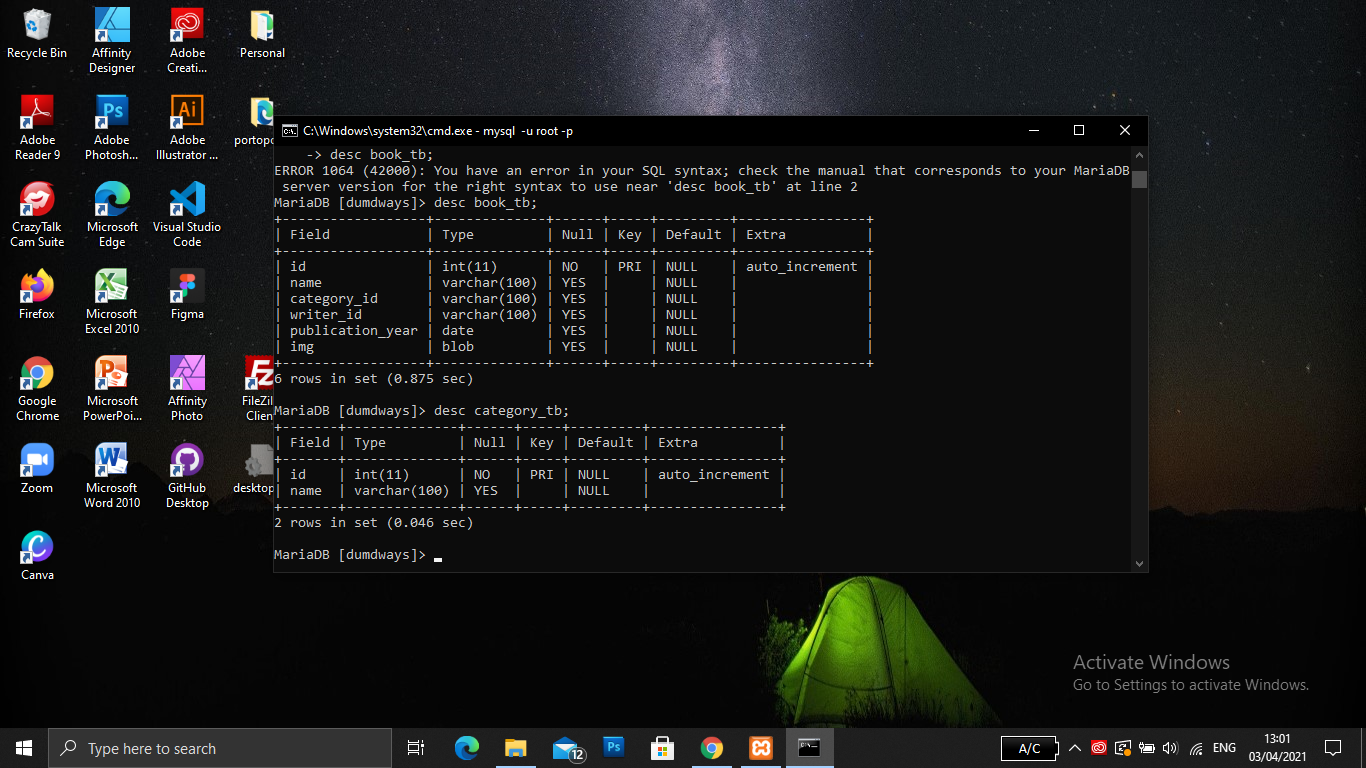 Recycle Bin
Affinity
Designer
Adobe
Creati...
Personal
Adobe
Reader 9
Adobe
Photosh...
Adobe
Illustrator ...
portopo
CrazyTalk
Cam Suite
Microsoft
Edge
Visual Studio
Code
Firefox
Microsoft
Excel 2010
Figma
Google
Chrome
Microsoft
PowerPoi...
Affinity
Photo
FileZil
Clien
Zoom
Microsoft
Word 2010
GitHub
Desktop
desktop
Canva
C:\Windows\system32\cmd.exe - mysql  -u root -p
    -> desc book_tb;
ERROR 1064 (42000): You have an error in your SQL syntax; check the manual that corresponds to your MariaDB
 server version for the right syntax to use near 'desc book_tb' at line 2
MariaDB [dumdways]> desc book_tb;
+------------------+--------------+------+-----+---------+----------------+
| Field            | Type         | Null | Key | Default | Extra          |
+------------------+--------------+------+-----+---------+----------------+
| id               | int(11)      | NO   | PRI | NULL    | auto_increment |
| name             | varchar(100) | YES  |     | NULL    |                |
| category_id      | varchar(100) | YES  |     | NULL    |                |
| writer_id        | varchar(100) | YES  |     | NULL    |                |
| publication_year | date         | YES  |     | NULL    |                |
| img              | blob         | YES  |     | NULL    |                |
+------------------+--------------+------+-----+---------+----------------+
6 rows in set (0.875 sec)
MariaDB [dumdways]> desc category_tb;
+-------+--------------+------+-----+---------+----------------+
| Field | Type         | Null | Key | Default | Extra          |
+-------+--------------+------+-----+---------+----------------+
| id    | int(11)      | NO   | PRI | NULL    | auto_increment |
| name  | varchar(100) | YES  |     | NULL    |                |
+-------+--------------+------+-----+---------+----------------+
2 rows in set (0.046 sec)
MariaDB [dumdways]>
Activate Windows
Go to Settings to activate Windows.
Type here to search
12
A/C
ENG
13:01
03/04/2021